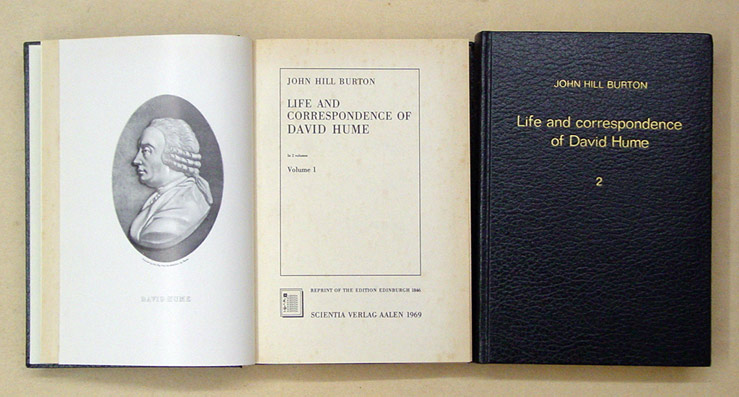 DAVID HUME
JOHN HILL BURTON
LIFE AND
CORRESPONDENCE OF
DAVID HUME
In 2 volumes
Volume 1
REPRINT OF THE EDITION EDINBURGH 1846
SCIENTIA VERLAG AALEN 1969
JOHN HILL BURTON
Life and correspondence
of David Hume
2